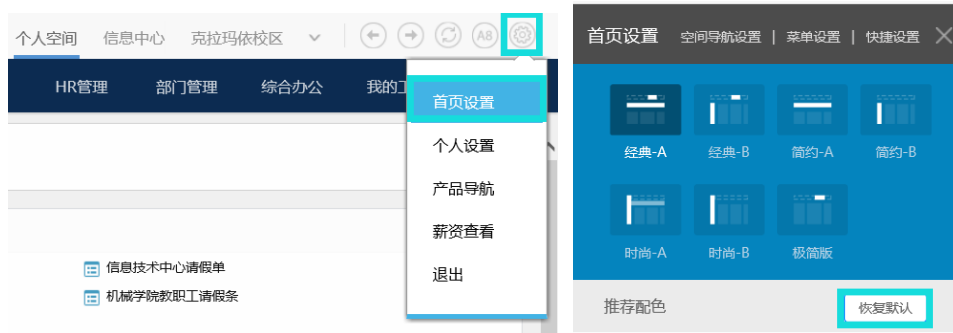 个人空间 信息中心 克拉玛依校区 A8
HR管理 部门管理 综合办公 我的工
首页设置
个人设置
产品导航
薪资查看
退出
信息技术中心请假单
机械学院教职工请假条
首页设置 空间导航设置 | 菜单设置 | 快捷设置
经典-A 经典-B 简约-A 简约-B
时尚-A 时尚-B 极简版
推荐配色 恢复默认